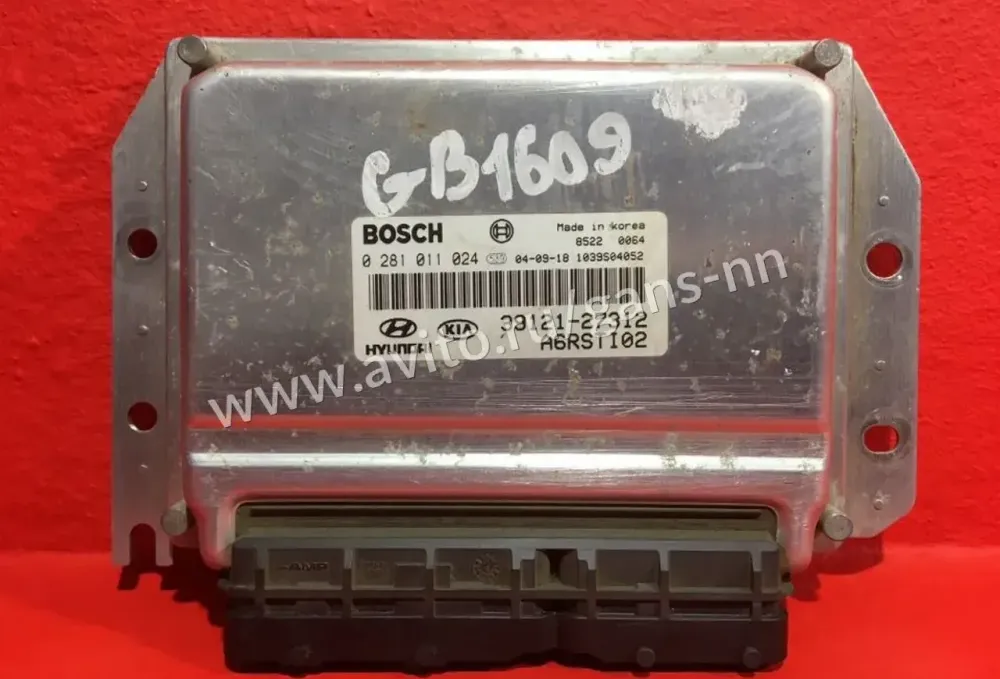 GB1609
BOSCH Made in korea
8522 0064
0 281 011 024 04-09-18 1039S04052
HYUNDAI KIA 39121-27312
A6RSTI02
www.avito.ru/gans-nn
AMP